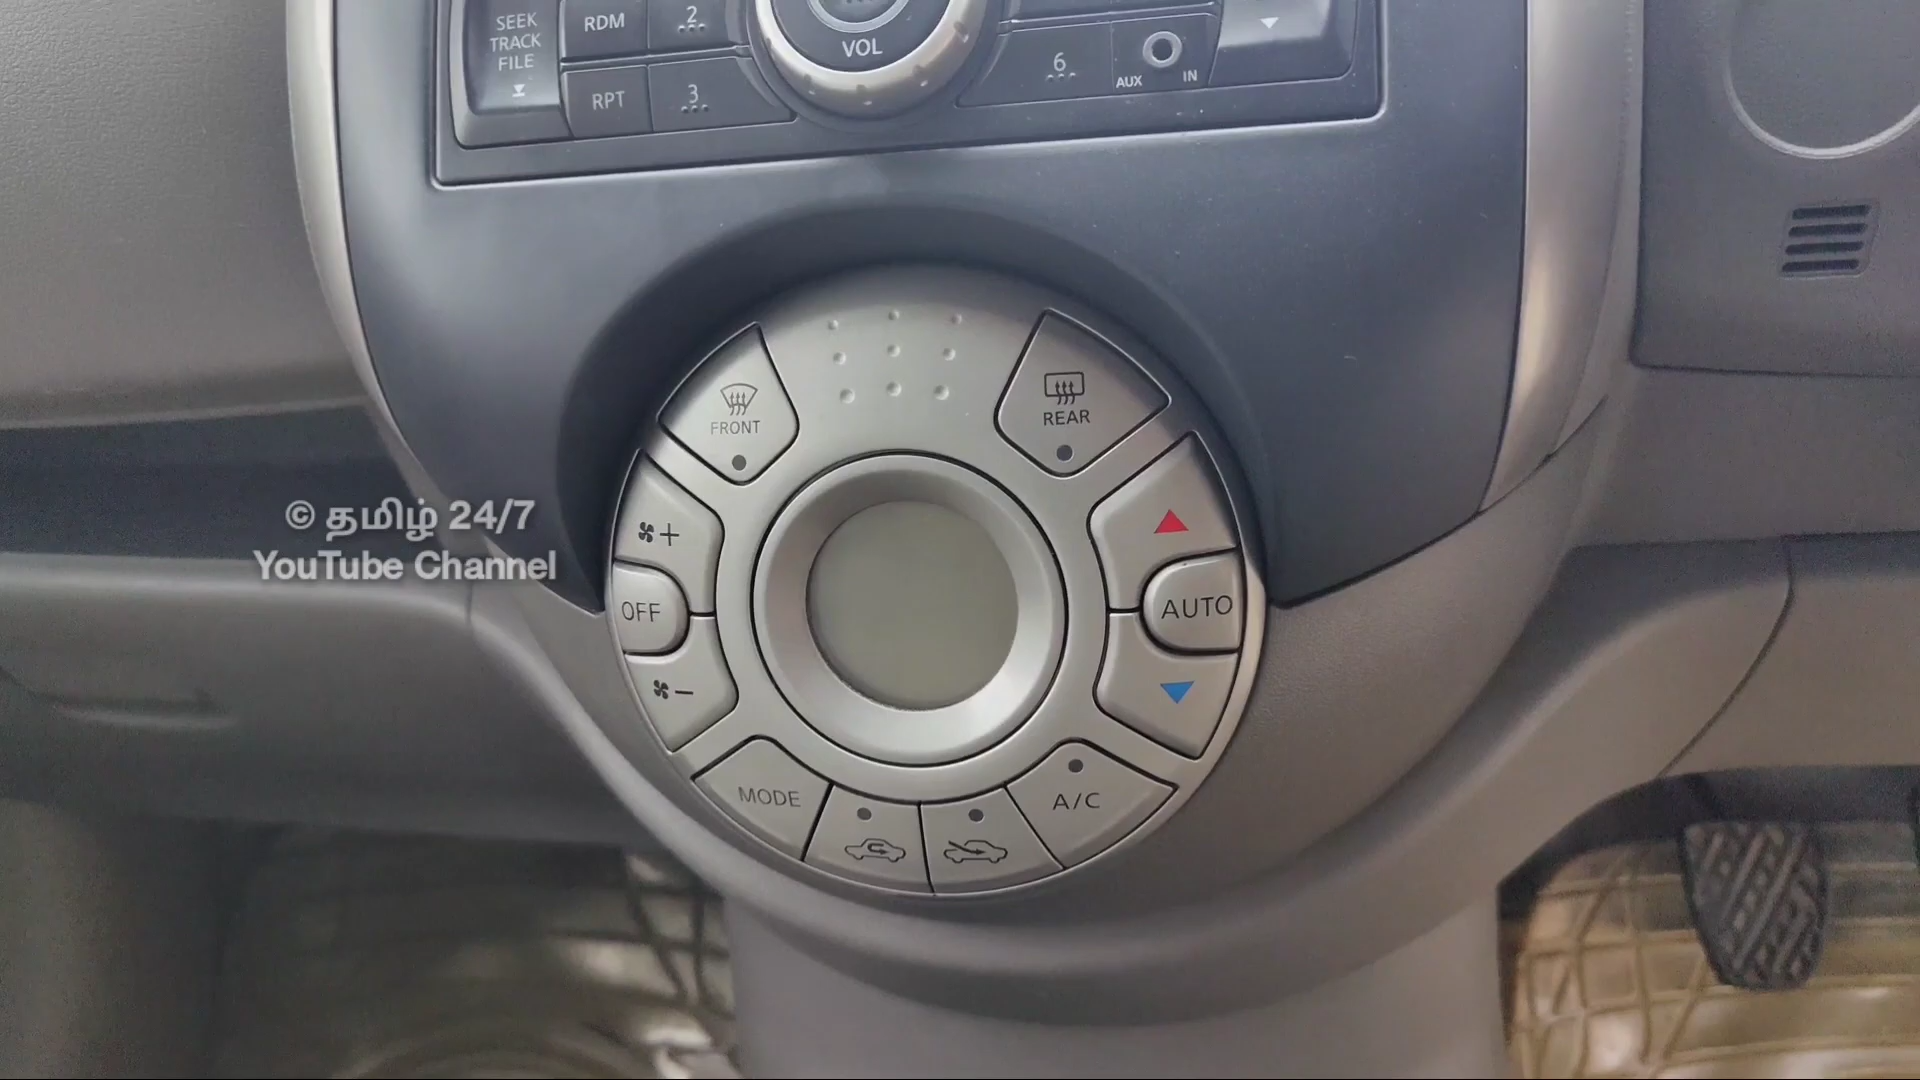 SEEK
TRACK
FILE
RDM
2
RPT
3
VOL
6
AUX IN
FRONT
REAR
© தமிழ் 24/7
YouTube Channel
+
OFF
AUTO
-
MODE
A/C